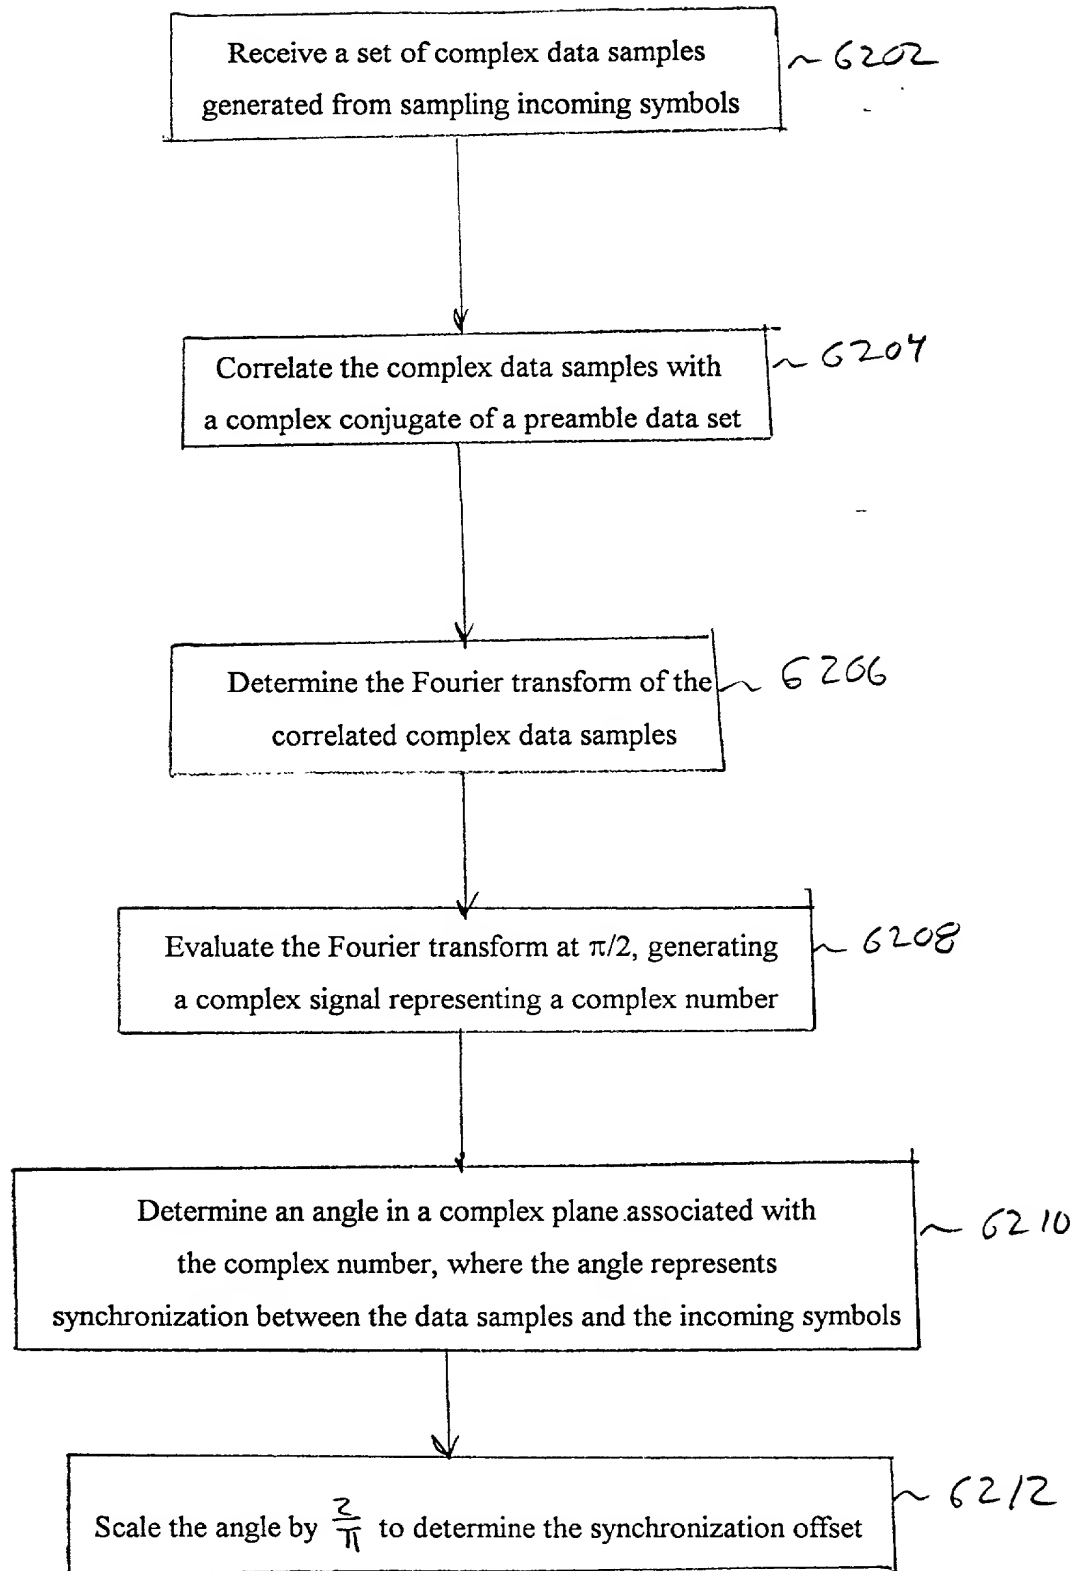 Receive a set of complex data samples
generated from sampling incoming symbols
~ 6202
Correlate the complex data samples with
a complex conjugate of a preamble data set
~ 6204
Determine the Fourier transform of the
correlated complex data samples
~ 6206
Evaluate the Fourier transform at π/2, generating
a complex signal representing a complex number
~ 6208
Determine an angle in a complex plane associated with
the complex number, where the angle represents
synchronization between the data samples and the incoming symbols
~ 6210
Scale the angle by 2/π to determine the synchronization offset
~ 6212